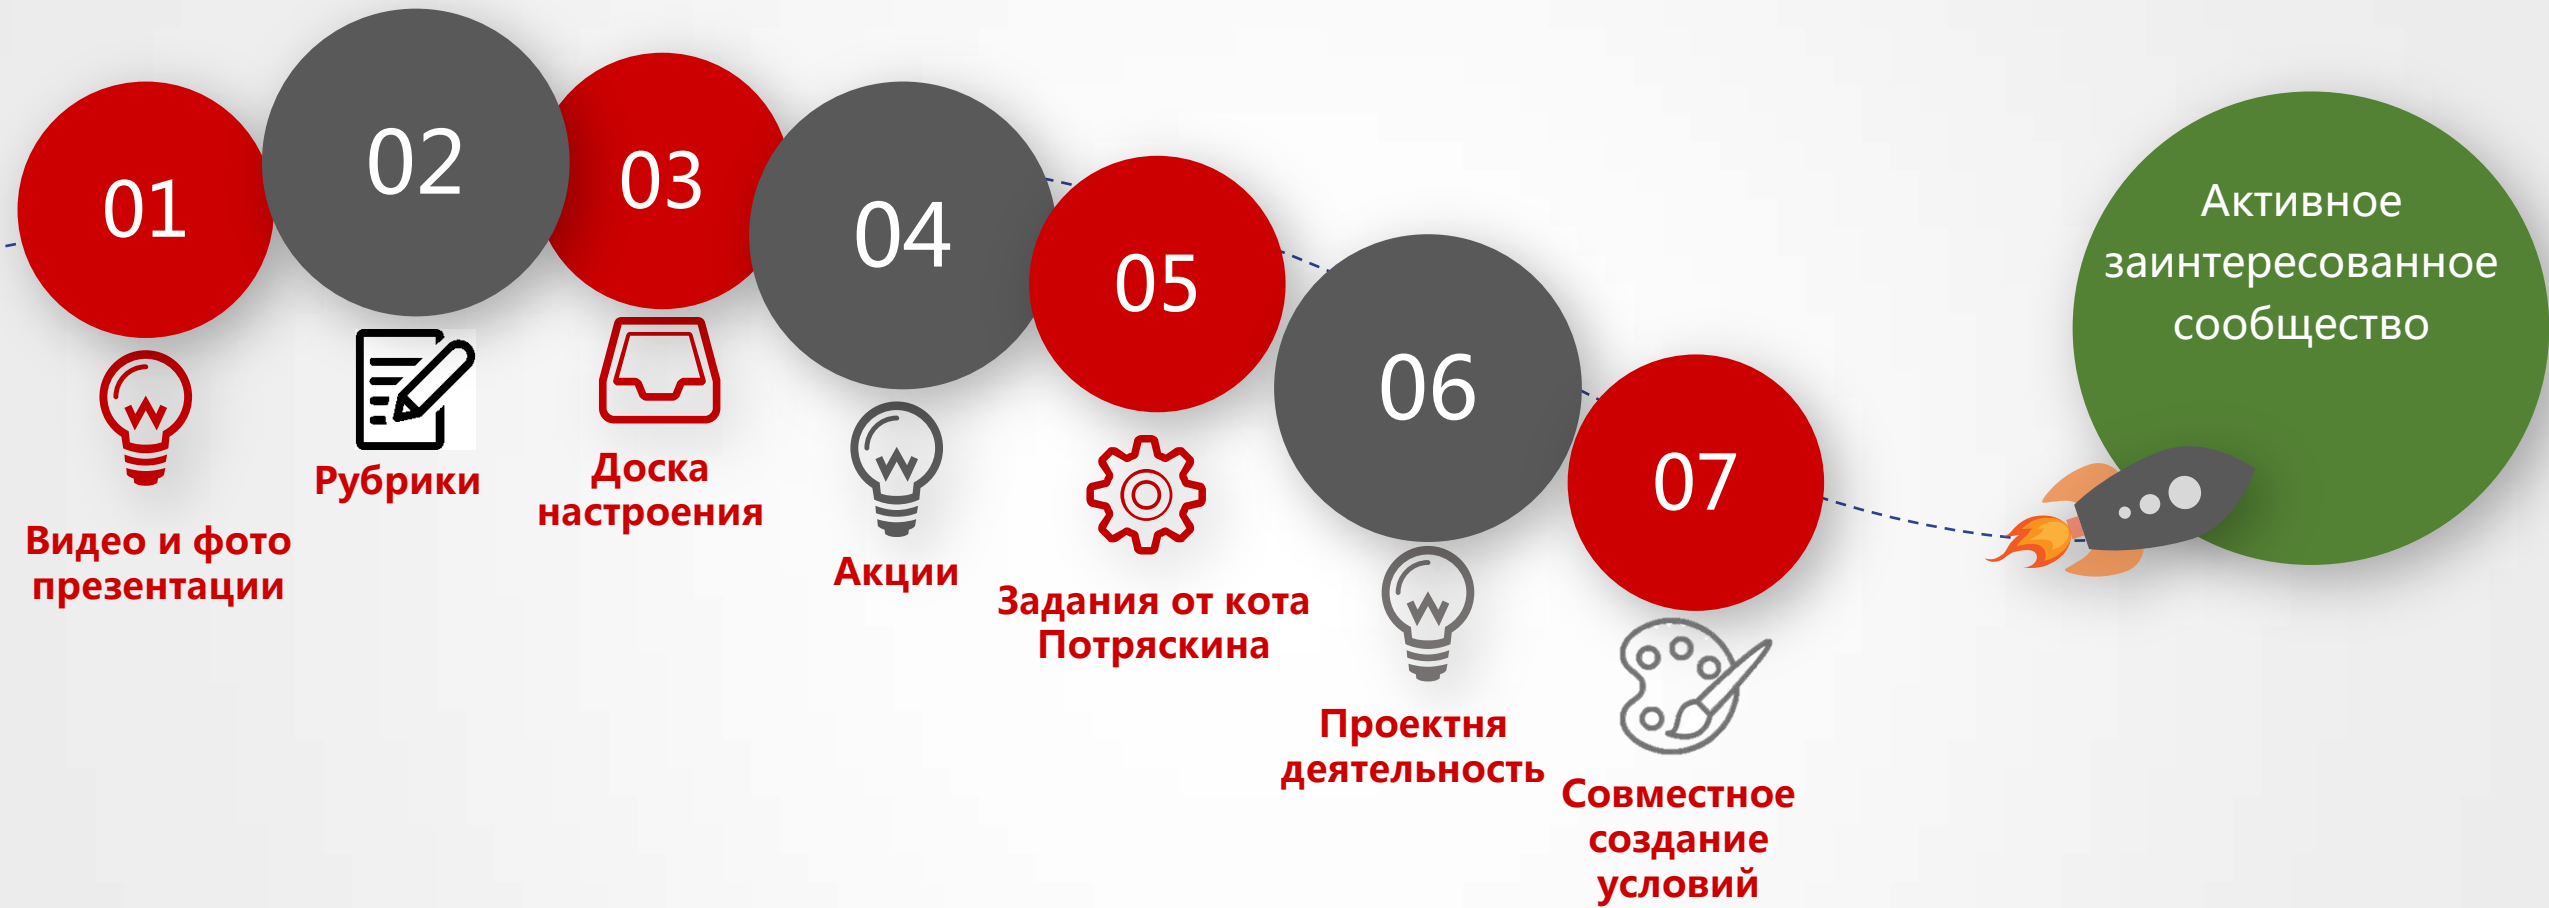 01
Видео и фото
презентации
02
Рубрики
03
Доска
настроения
04
Акции
05
Задания от кота
Потряскина
06
Проектня
деятельность
07
Совместное
создание
условий
Активное
заинтересованное
сообщество